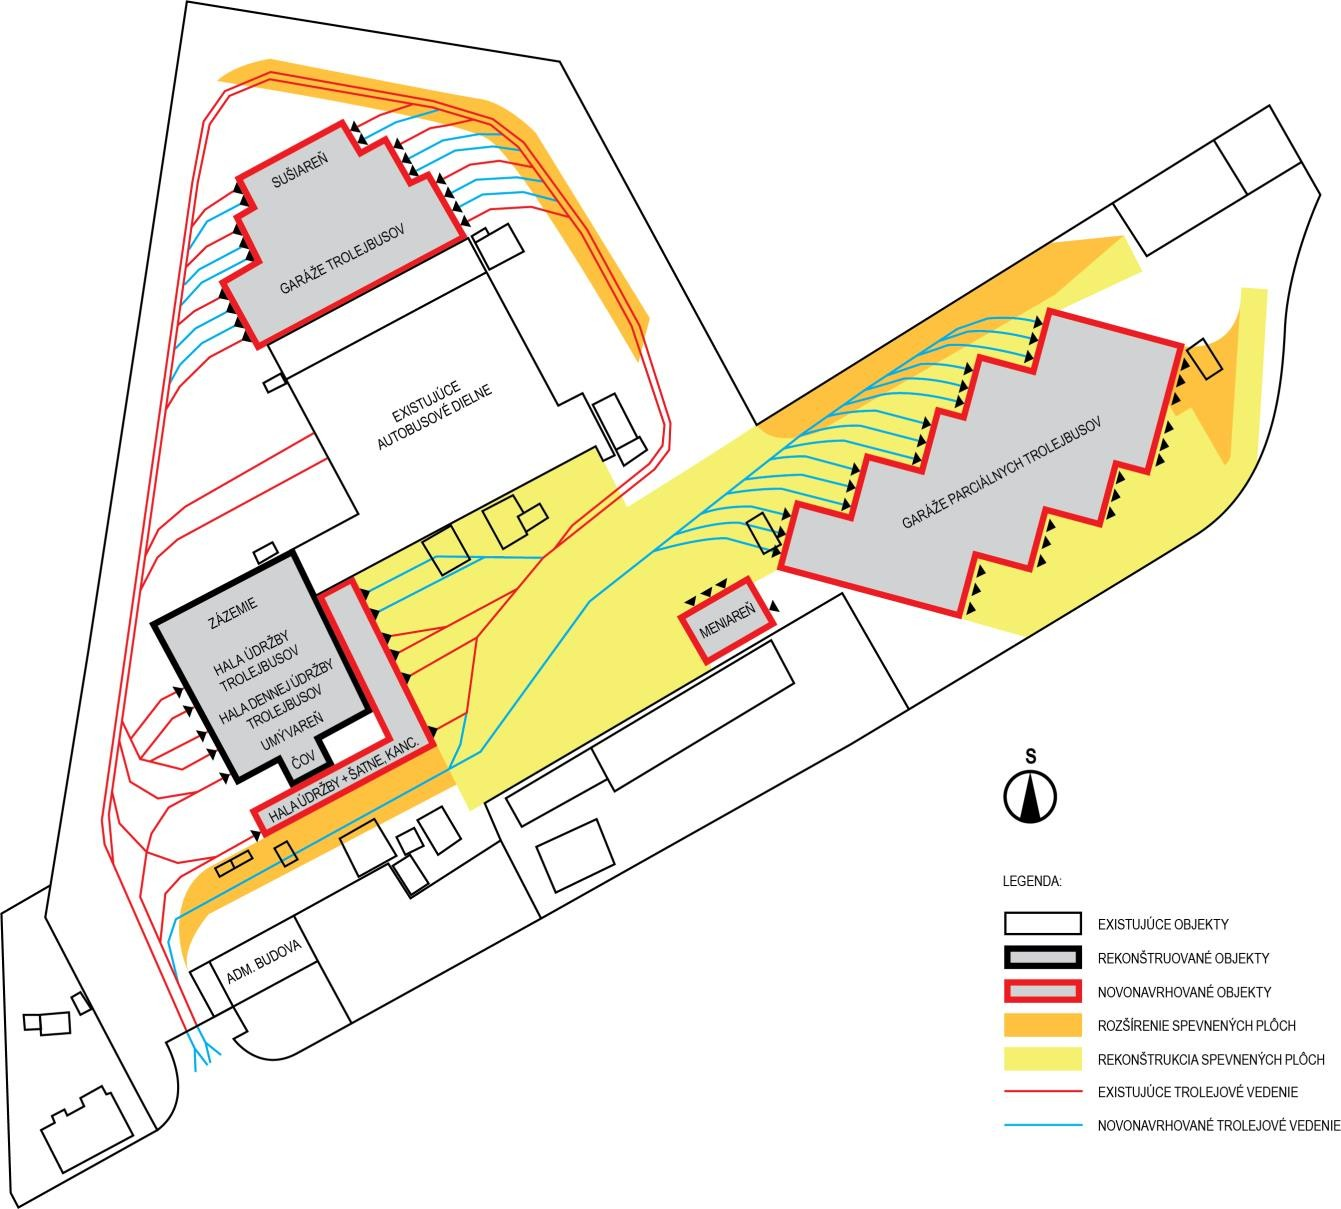 SUŠIAREŇ
GARÁŽE TROLEJBUSOV
EXISTUJÚCE
AUTOBUSOVÉ DIELNE
GARÁŽE PARCIÁLNYCH TROLEJBUSOV
ZÁZEMIE
HALA ÚDRŽBY
TROLEJBUSOV
HALA DENNEJ ÚDRŽBY
TROLEJBUSOV
UMÝVAREŇ
ČOV
HALA ÚDRŽBY + ŠATNE, KANC.
MENIAREŇ
ADM. BUDOVA
S
LEGENDA:
EXISTUJÚCE OBJEKTY
REKONŠTRUOVANÉ OBJEKTY
NOVONAVRHOVANÉ OBJEKTY
ROZŠÍRENIE SPEVNENÝCH PLÔCH
REKONŠTRUKCIA SPEVNENÝCH PLÔCH
EXISTUJÚCE TROLEJOVÉ VEDENIE
NOVONAVRHOVANÉ TROLEJOVÉ VEDENIE